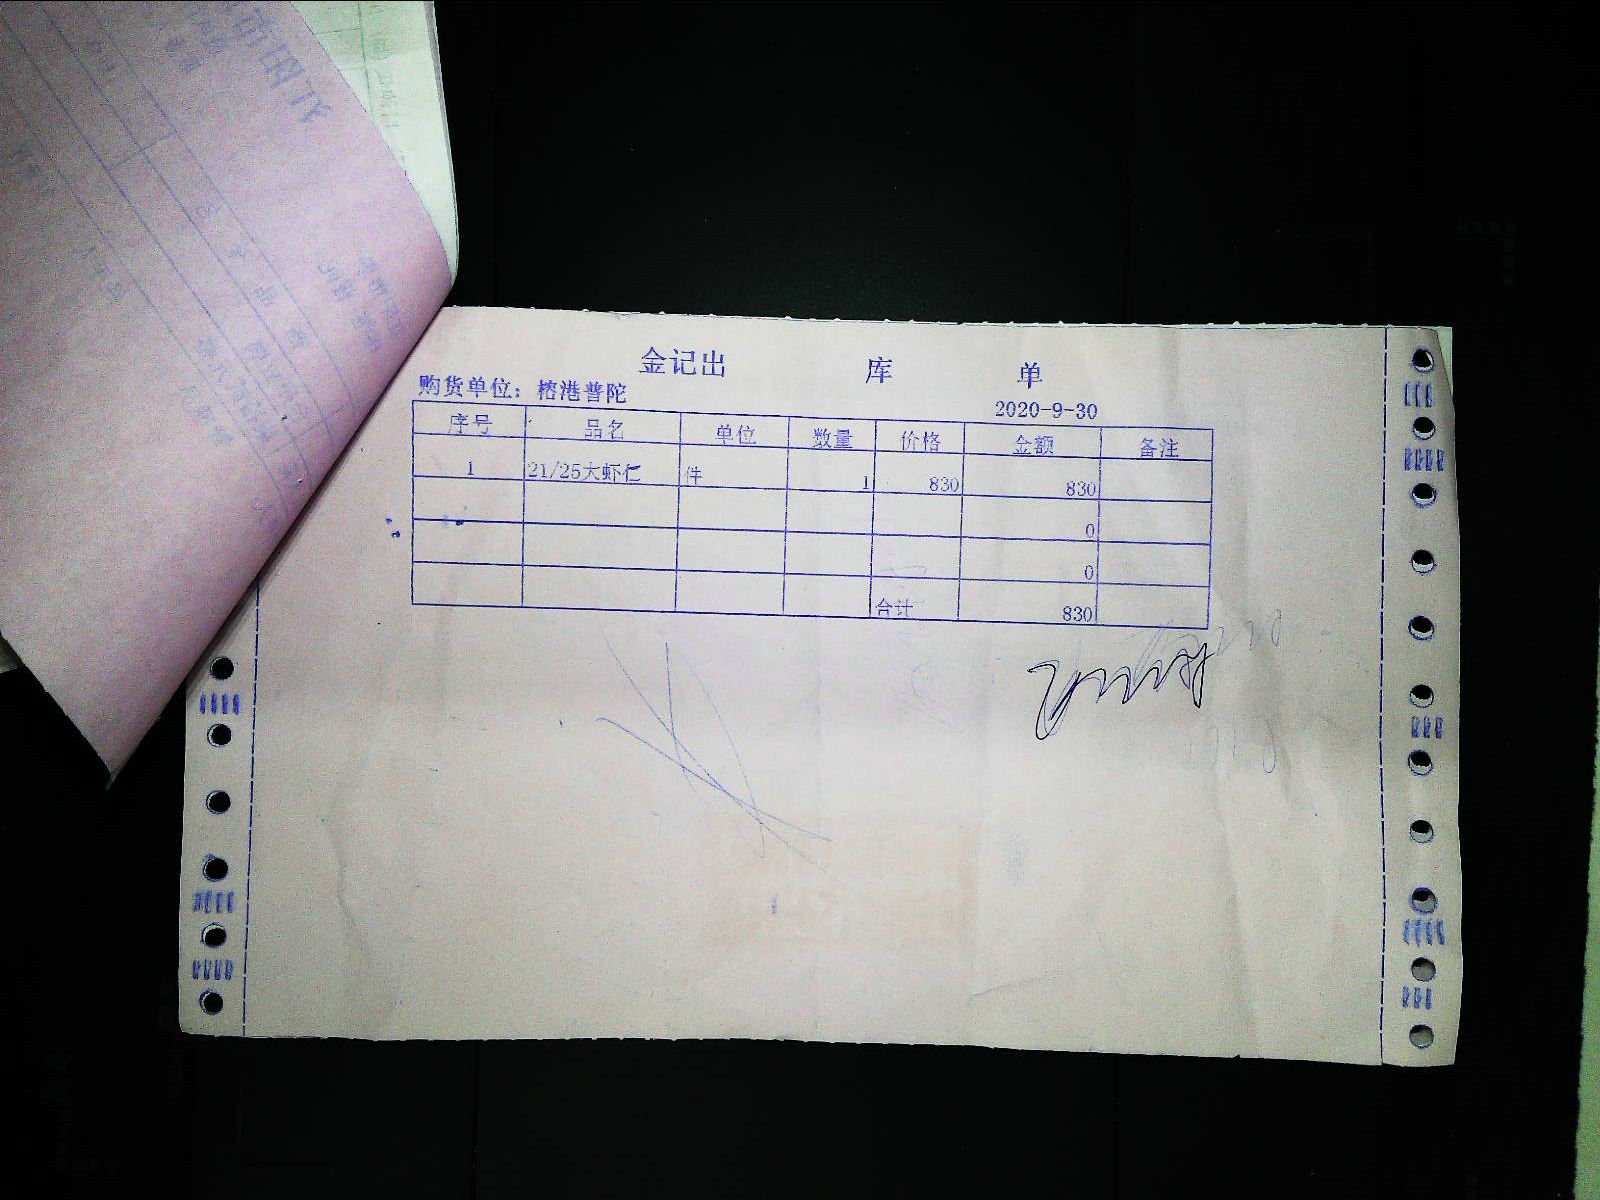 金记出 库 单
购货单位：榕港普陀 2020-9-30
序号 品名 单位 数量 价格 金额 备注
1 21/25大虾仁 件 1 830 830
0
0
合计 830